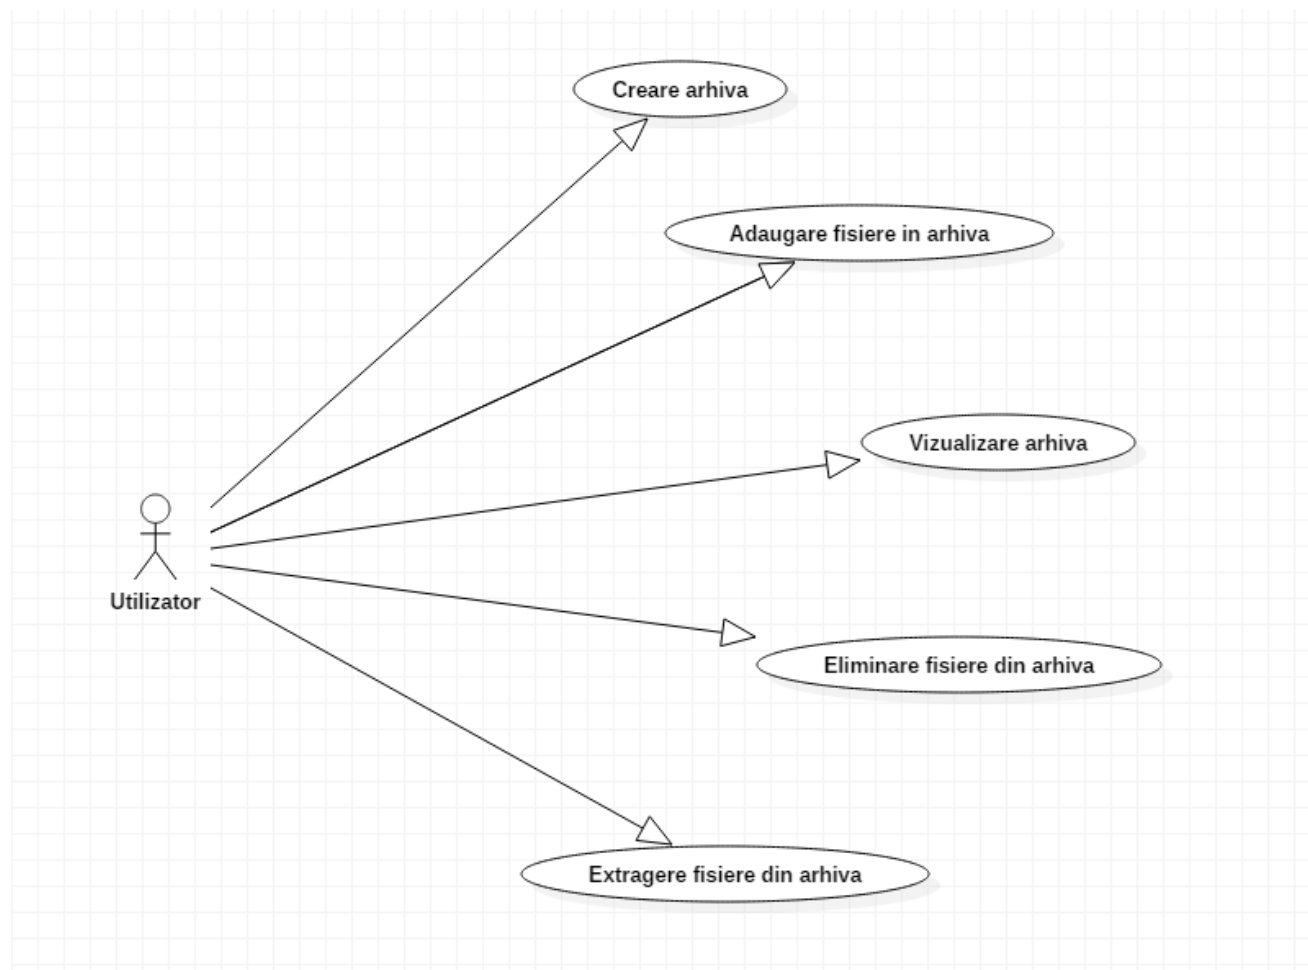 Creare arhiva
Adaugare fisiere in arhiva
Vizualizare arhiva
Utilizator
Eliminare fisiere din arhiva
Extragere fisiere din arhiva